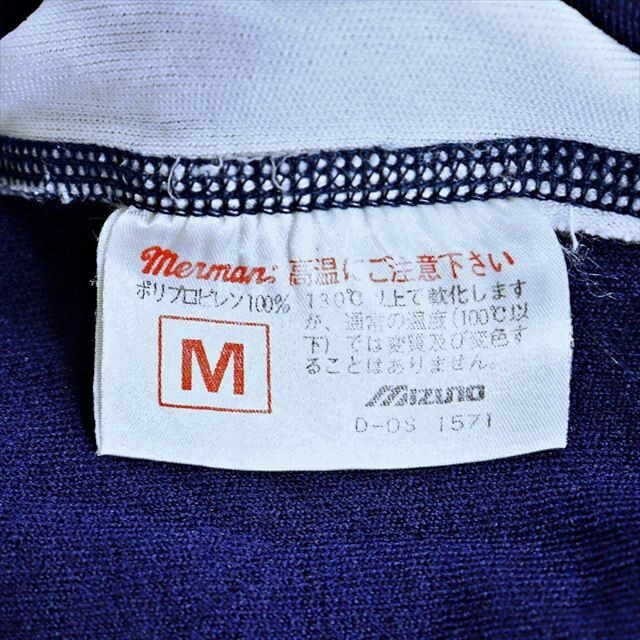 merman: 高温にご注意下さい
ポリプロピレン100%
130℃以上で軟化します
が、通常の温度(100℃以
下)では変質及び変色す
ることはありません。
M
Mizuno
D-OS 1571